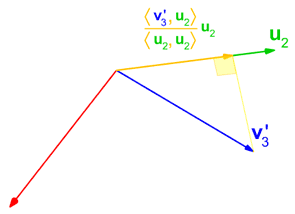 ⟨v′₃, u₂⟩
⟨u₂, u₂⟩ u₂
u₂
v′₃